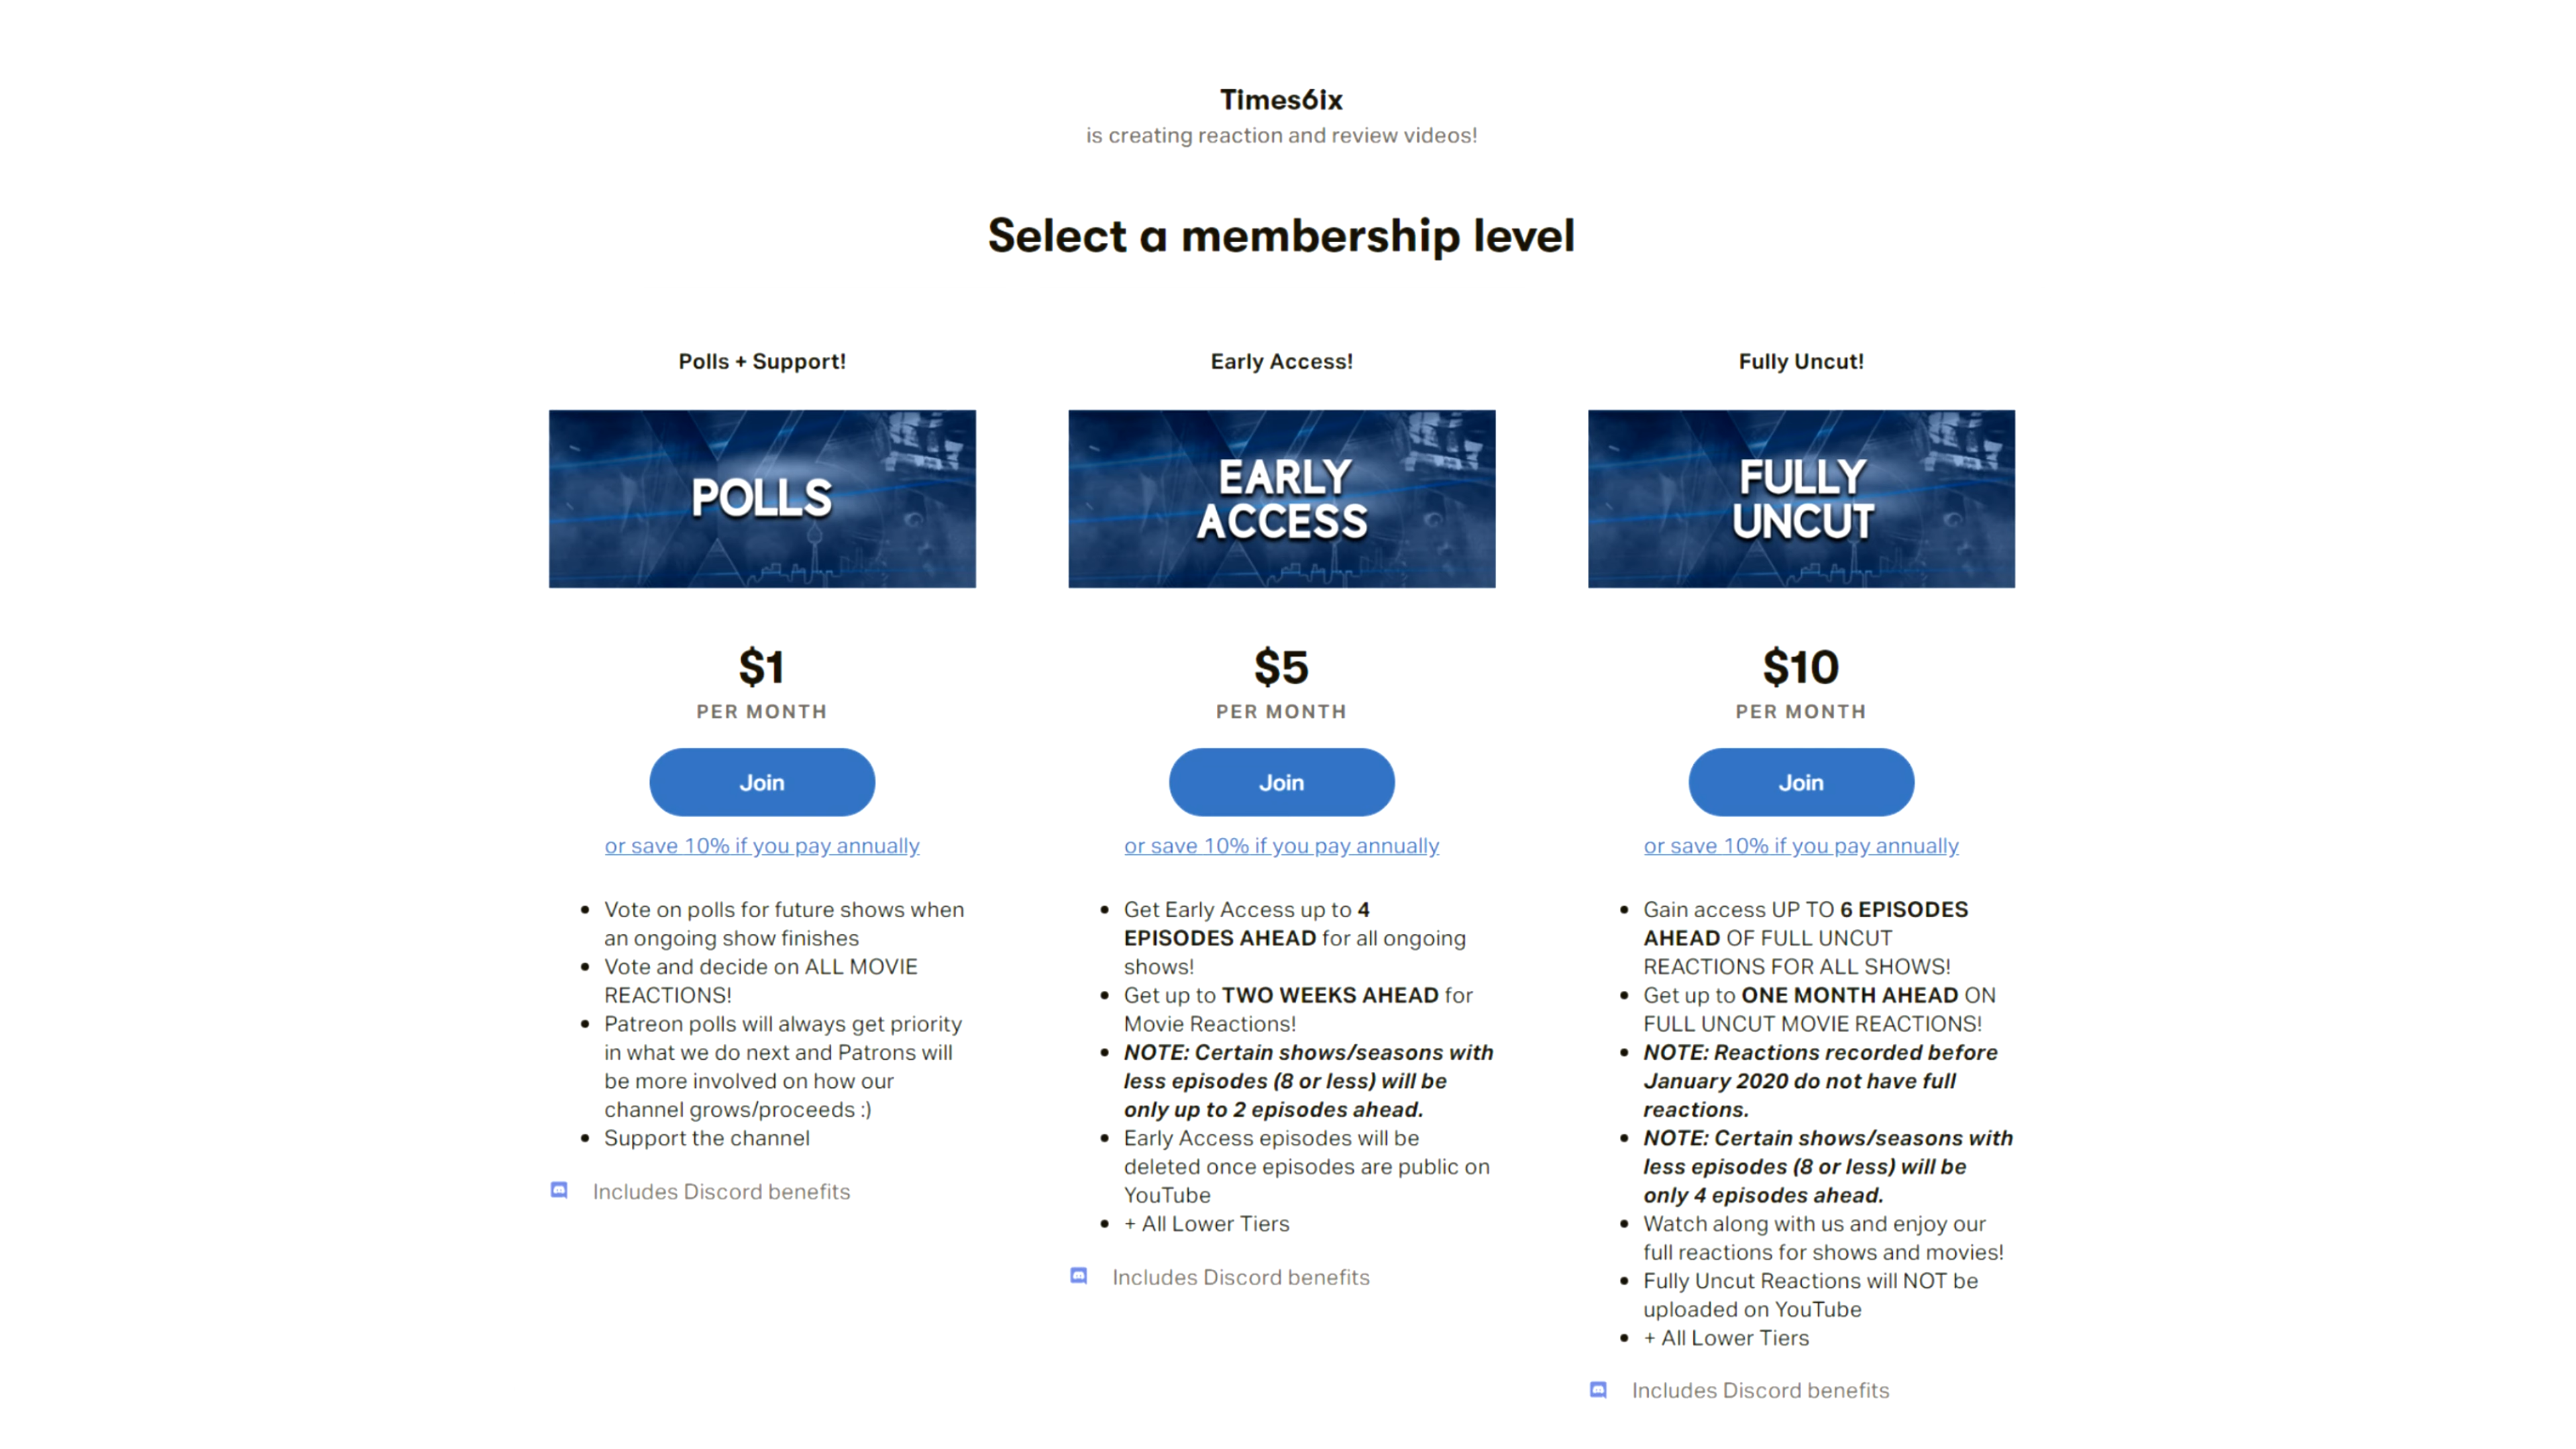 Times6ix
is creating reaction and review videos!
Select a membership level
Polls + Support!
POLLS
$1
PER MONTH
Join
or save 10% if you pay annually
• Vote on polls for future shows when
an ongoing show finishes
• Vote and decide on ALL MOVIE
REACTIONS!
• Patreon polls will always get priority
in what we do next and Patrons will
be more involved on how our
channel grows/proceeds :)
• Support the channel
Includes Discord benefits
Early Access!
EARLY
ACCESS
$5
PER MONTH
Join
or save 10% if you pay annually
• Get Early Access up to 4
EPISODES AHEAD for all ongoing
shows!
• Get up to TWO WEEKS AHEAD for
Movie Reactions!
• NOTE: Certain shows/seasons with
less episodes (8 or less) will be
only up to 2 episodes ahead.
• Early Access episodes will be
deleted once episodes are public on
YouTube
• + All Lower Tiers
Includes Discord benefits
Fully Uncut!
FULLY
UNCUT
$10
PER MONTH
Join
or save 10% if you pay annually
• Gain access UP TO 6 EPISODES
AHEAD OF FULL UNCUT
REACTIONS FOR ALL SHOWS!
• Get up to ONE MONTH AHEAD ON
FULL UNCUT MOVIE REACTIONS!
• NOTE: Reactions recorded before
January 2020 do not have full
reactions.
• NOTE: Certain shows/seasons with
less episodes (8 or less) will be
only 4 episodes ahead.
• Watch along with us and enjoy our
full reactions for shows and movies!
• Fully Uncut Reactions will NOT be
uploaded on YouTube
• + All Lower Tiers
Includes Discord benefits